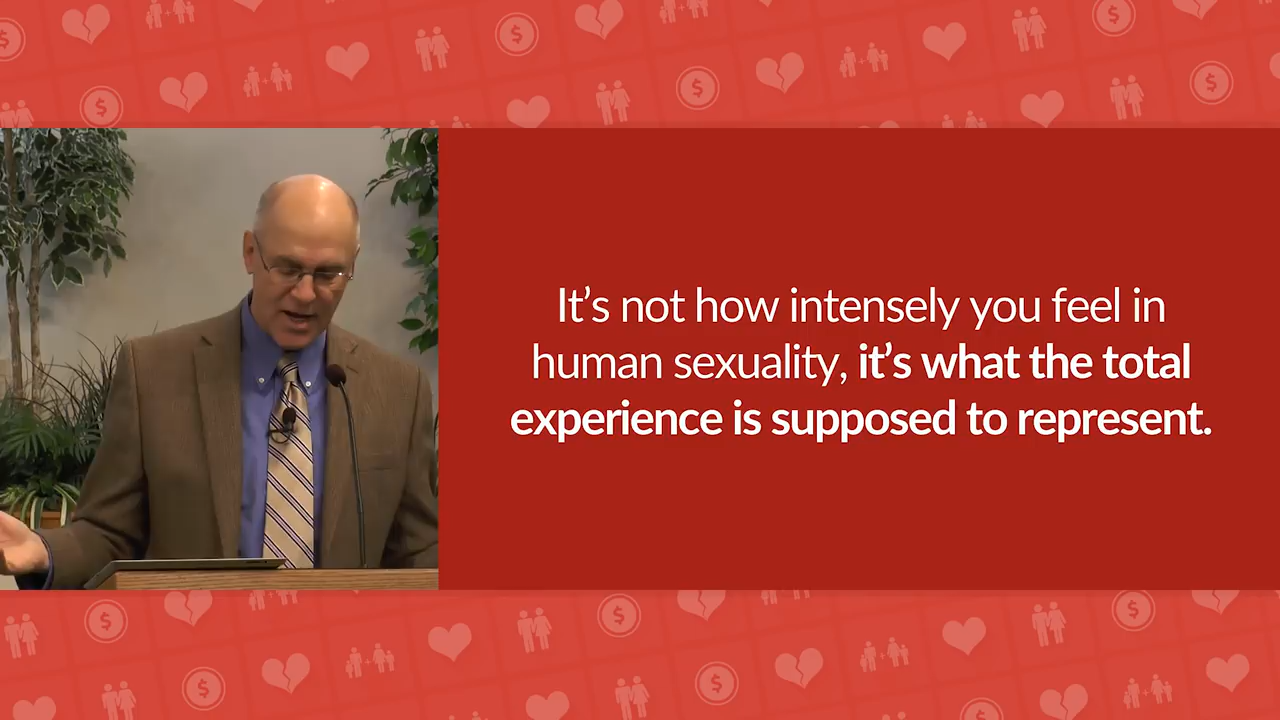 It’s not how intensely you feel in
human sexuality, it’s what the total
experience is supposed to represent.